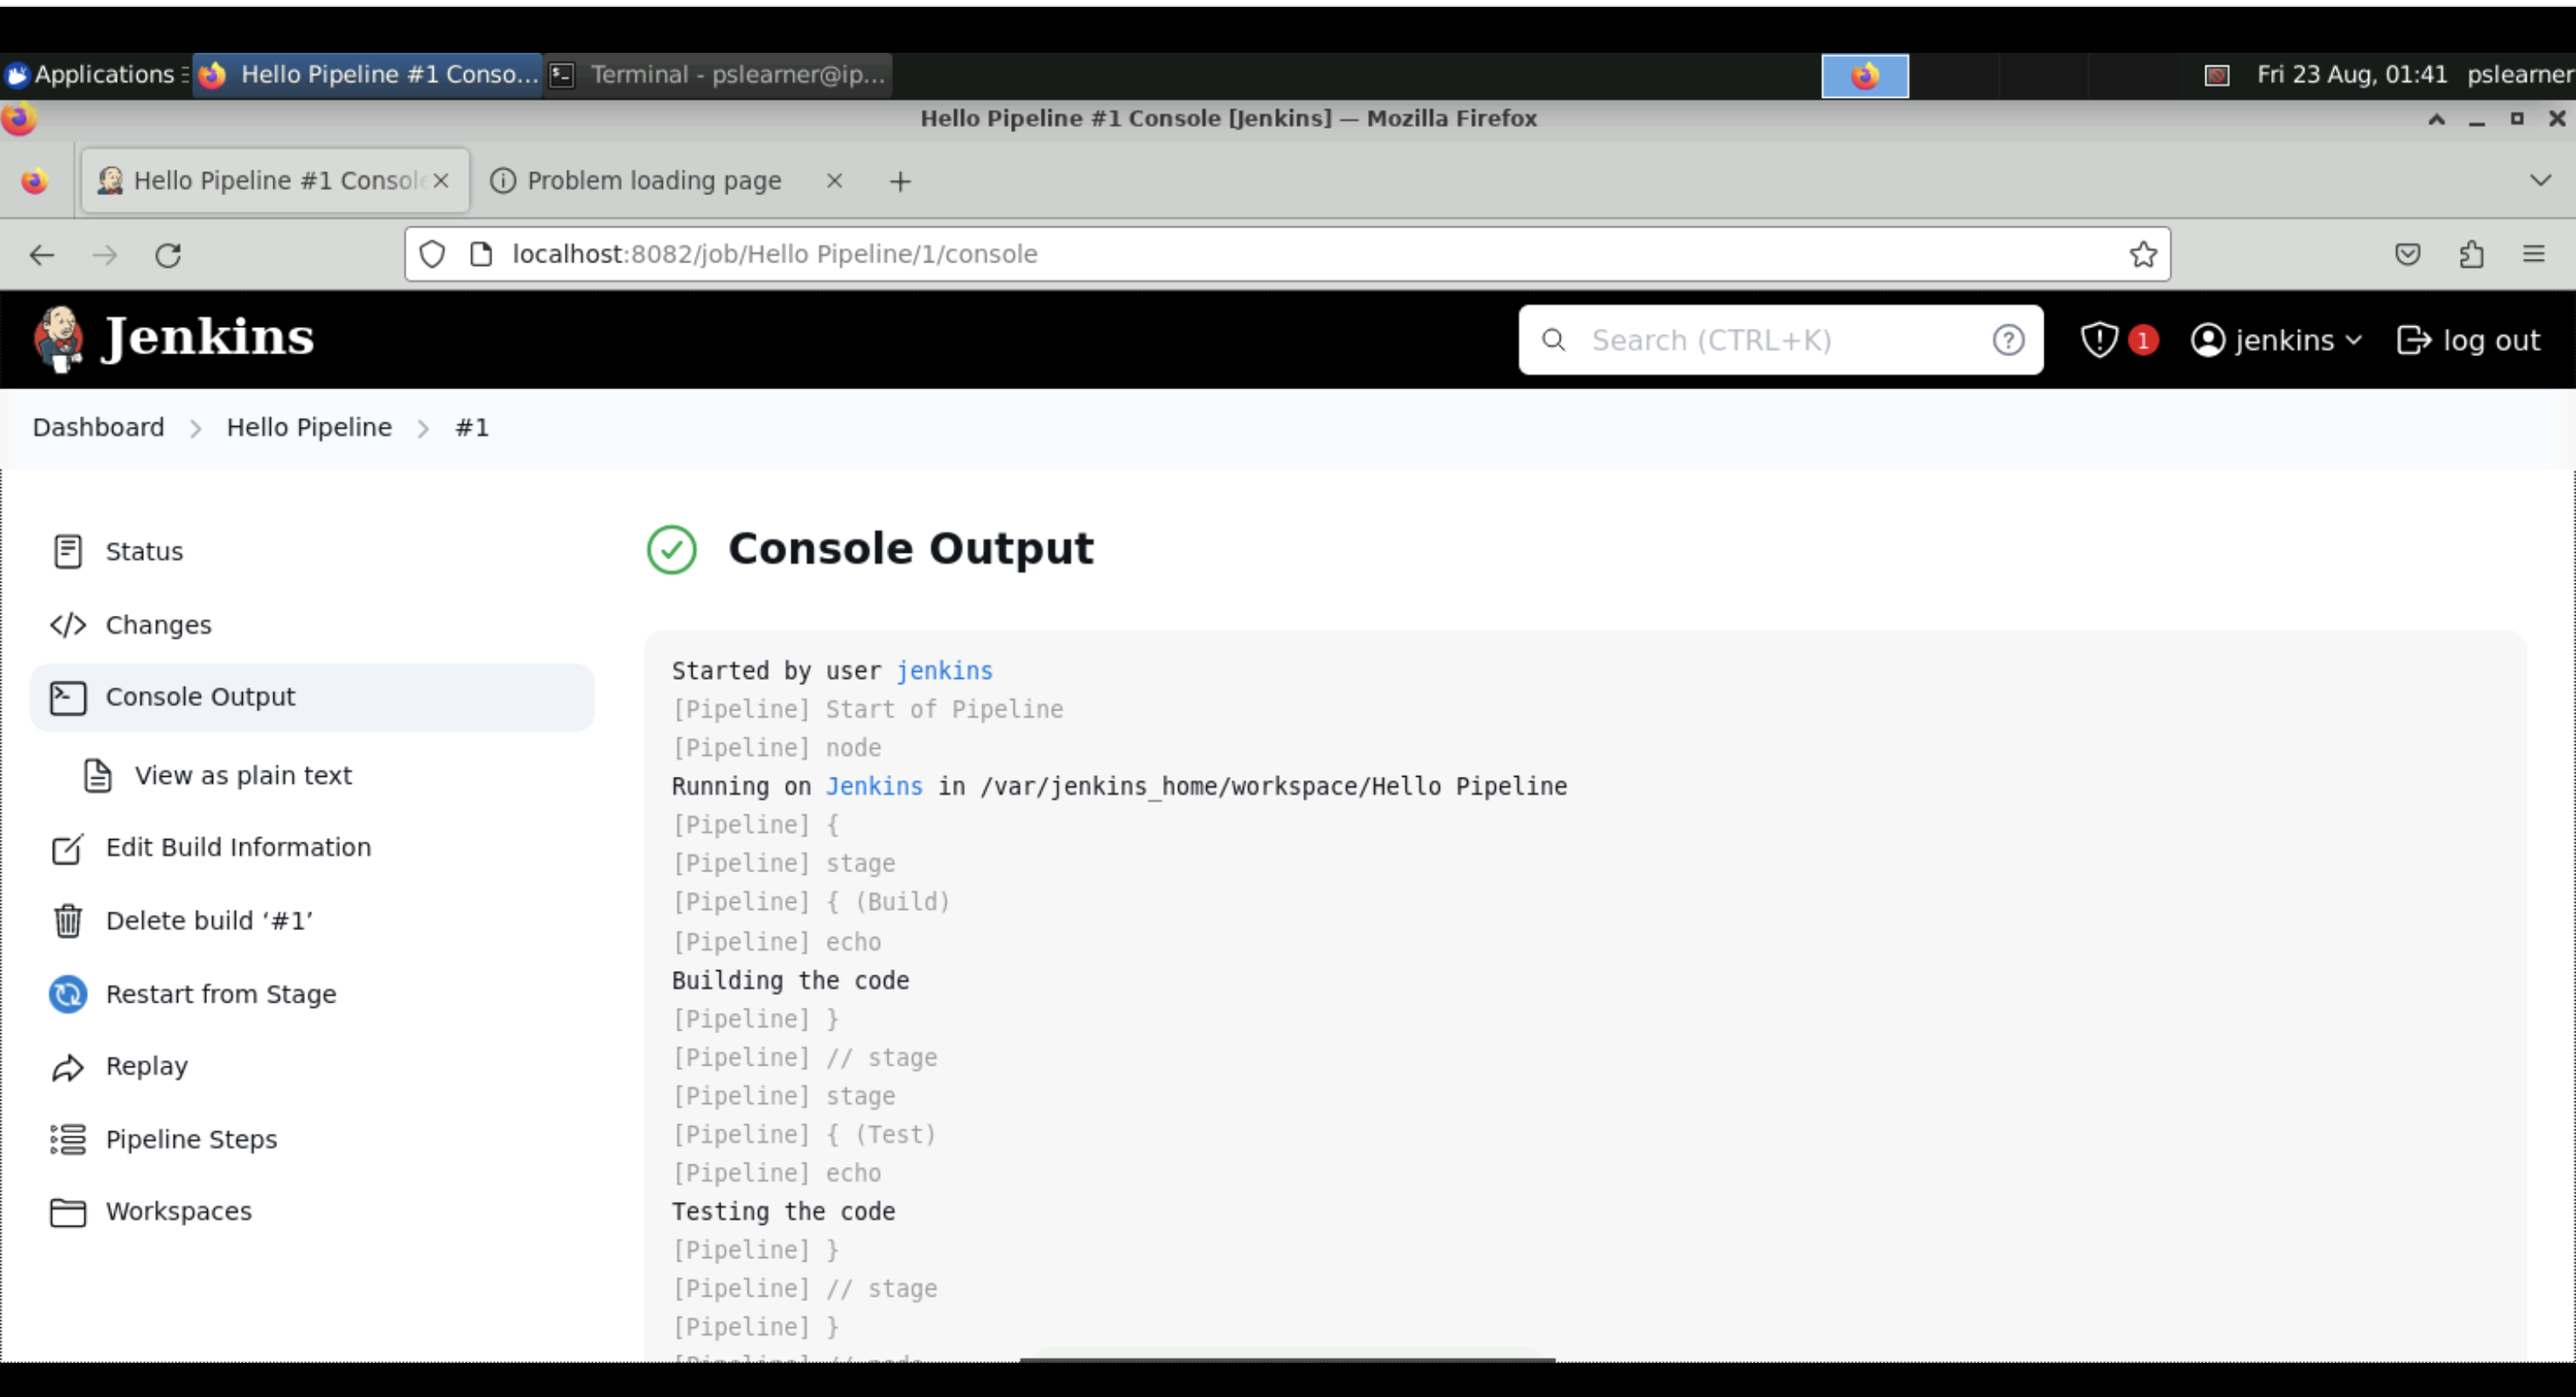 Applications Hello Pipeline #1 Conso... Terminal - pslearner@ip... Fri 23 Aug, 01:41 pslearner
Hello Pipeline #1 Console [Jenkins] — Mozilla Firefox
Hello Pipeline #1 Console Problem loading page
localhost:8082/job/Hello Pipeline/1/console
Jenkins Search (CTRL+K) 1 jenkins log out
Dashboard Hello Pipeline #1
Status
Changes
Console Output
View as plain text
Edit Build Information
Delete build ‘#1’
Restart from Stage
Replay
Pipeline Steps
Workspaces
Console Output
Started by user jenkins
[Pipeline] Start of Pipeline
[Pipeline] node
Running on Jenkins in /var/jenkins_home/workspace/Hello Pipeline
[Pipeline] {
[Pipeline] stage
[Pipeline] { (Build)
[Pipeline] echo
Building the code
[Pipeline] }
[Pipeline] // stage
[Pipeline] stage
[Pipeline] { (Test)
[Pipeline] echo
Testing the code
[Pipeline] }
[Pipeline] // stage
[Pipeline] }
[Pipeline] // node